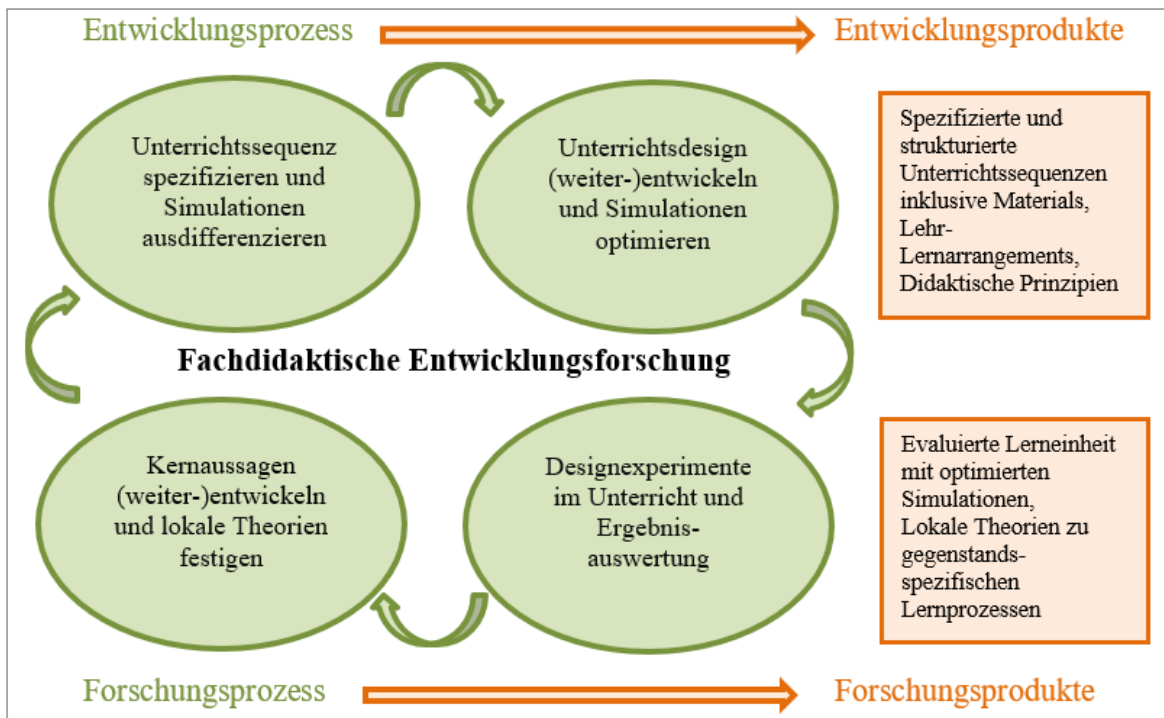 Entwicklungsprozess
Entwicklungsprodukte
Unterrichtssequenz
spezifizieren und
Simulationen
ausdifferenzieren
Unterrichtsdesign
(weiter-)entwickeln
und Simulationen
optimieren
Spezifizierte und
strukturierte
Unterrichtssequenzen
inklusive Materials,
Lehr-
Lernarrangements,
Didaktische Prinzipien
Fachdidaktische Entwicklungsforschung
Kernaussagen
(weiter-)entwickeln
und lokale Theorien
festigen
Designexperimente
im Unterricht und
Ergebnis-
auswertung
Evaluierte Lerneinheit
mit optimierten
Simulationen,
Lokale Theorien zu
gegenstands-
spezifischen
Lernprozessen
Forschungsprozess
Forschungsprodukte